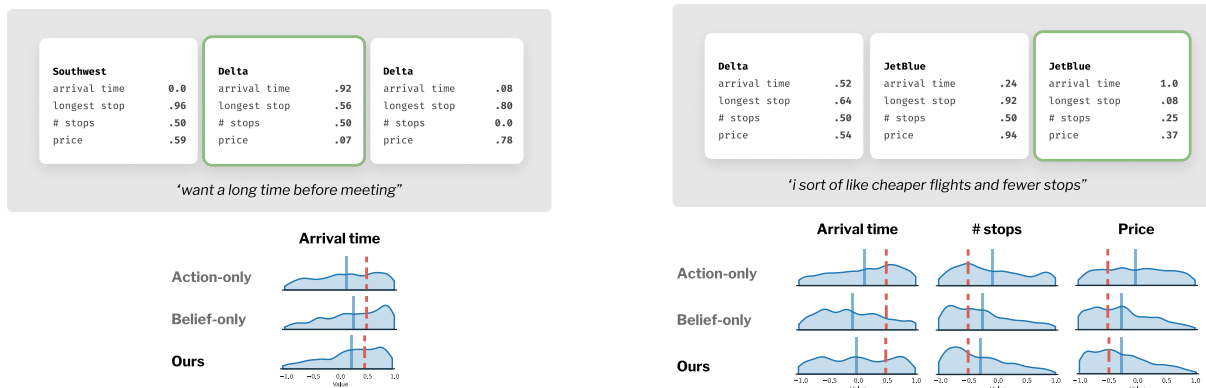 Southwest
arrival time 0.0
longest stop .96
# stops .50
price .59
Delta
arrival time .92
longest stop .56
# stops .50
price .07
Delta
arrival time .08
longest stop .80
# stops 0.0
price .78
‘want a long time before meeting”
Arrival time
Action-only
Belief-only
Ours
−1.0 −0.5 0.0 0.5 1.0
Value
Delta
arrival time .52
longest stop .64
# stops .50
price .54
JetBlue
arrival time .24
longest stop .92
# stops .50
price .94
JetBlue
arrival time 1.0
longest stop .08
# stops .25
price .37
‘i sort of like cheaper flights and fewer stops”
Arrival time # stops Price
Action-only
Belief-only
Ours
−1.0 −0.5 0.0 0.5 1.0 −1.0 −0.5 0.0 0.5 1.0 −1.0 −0.5 0.0 0.5 1.0